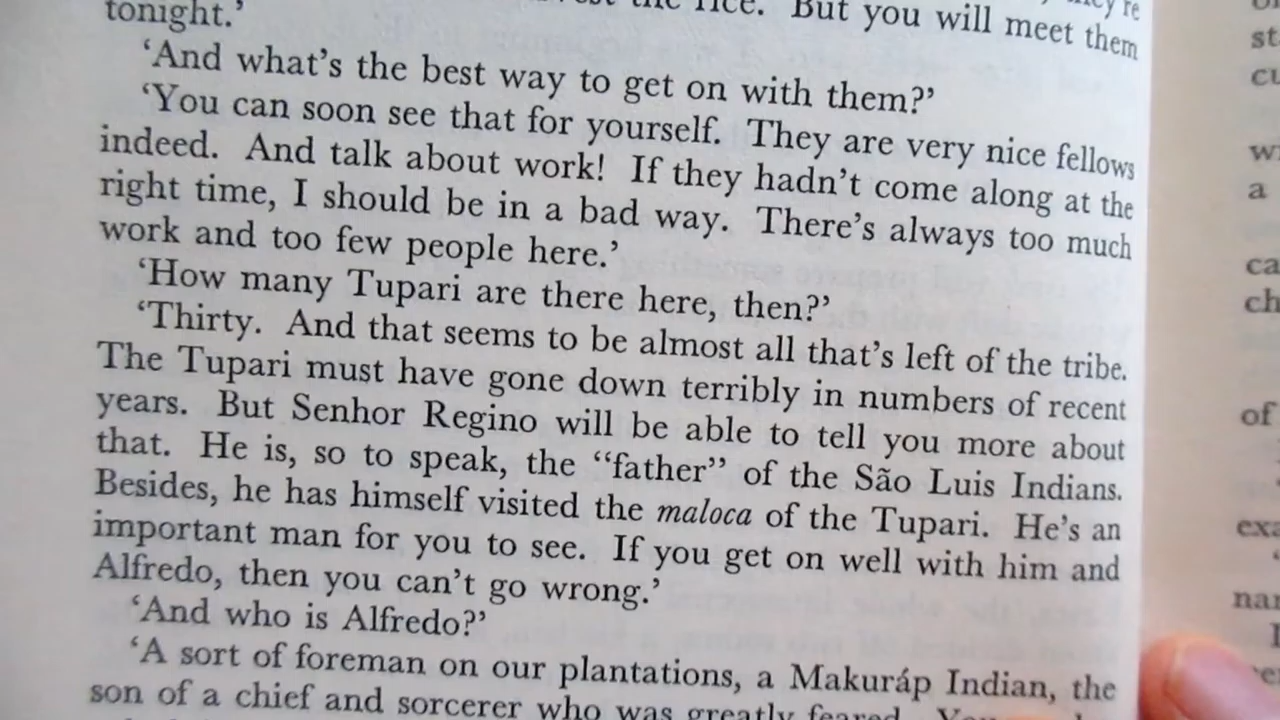 tonight.’ the rice. But you will meet them
‘And what’s the best way to get on with them?’
‘You can soon see that for yourself. They are very nice fellows
indeed. And talk about work! If they hadn’t come along at the
right time, I should be in a bad way. There’s always too much
work and too few people here.’
‘How many Tupari are there here, then?’
‘Thirty. And that seems to be almost all that’s left of the tribe.
The Tupari must have gone down terribly in numbers of recent
years. But Senhor Regino will be able to tell you more about
that. He is, so to speak, the “father” of the São Luis Indians.
Besides, he has himself visited the maloca of the Tupari. He’s an
important man for you to see. If you get on well with him and
Alfredo, then you can’t go wrong.’
‘And who is Alfredo?’
‘A sort of foreman on our plantations, a Makuráp Indian, the
son of a chief and sorcerer who was greatly feared.